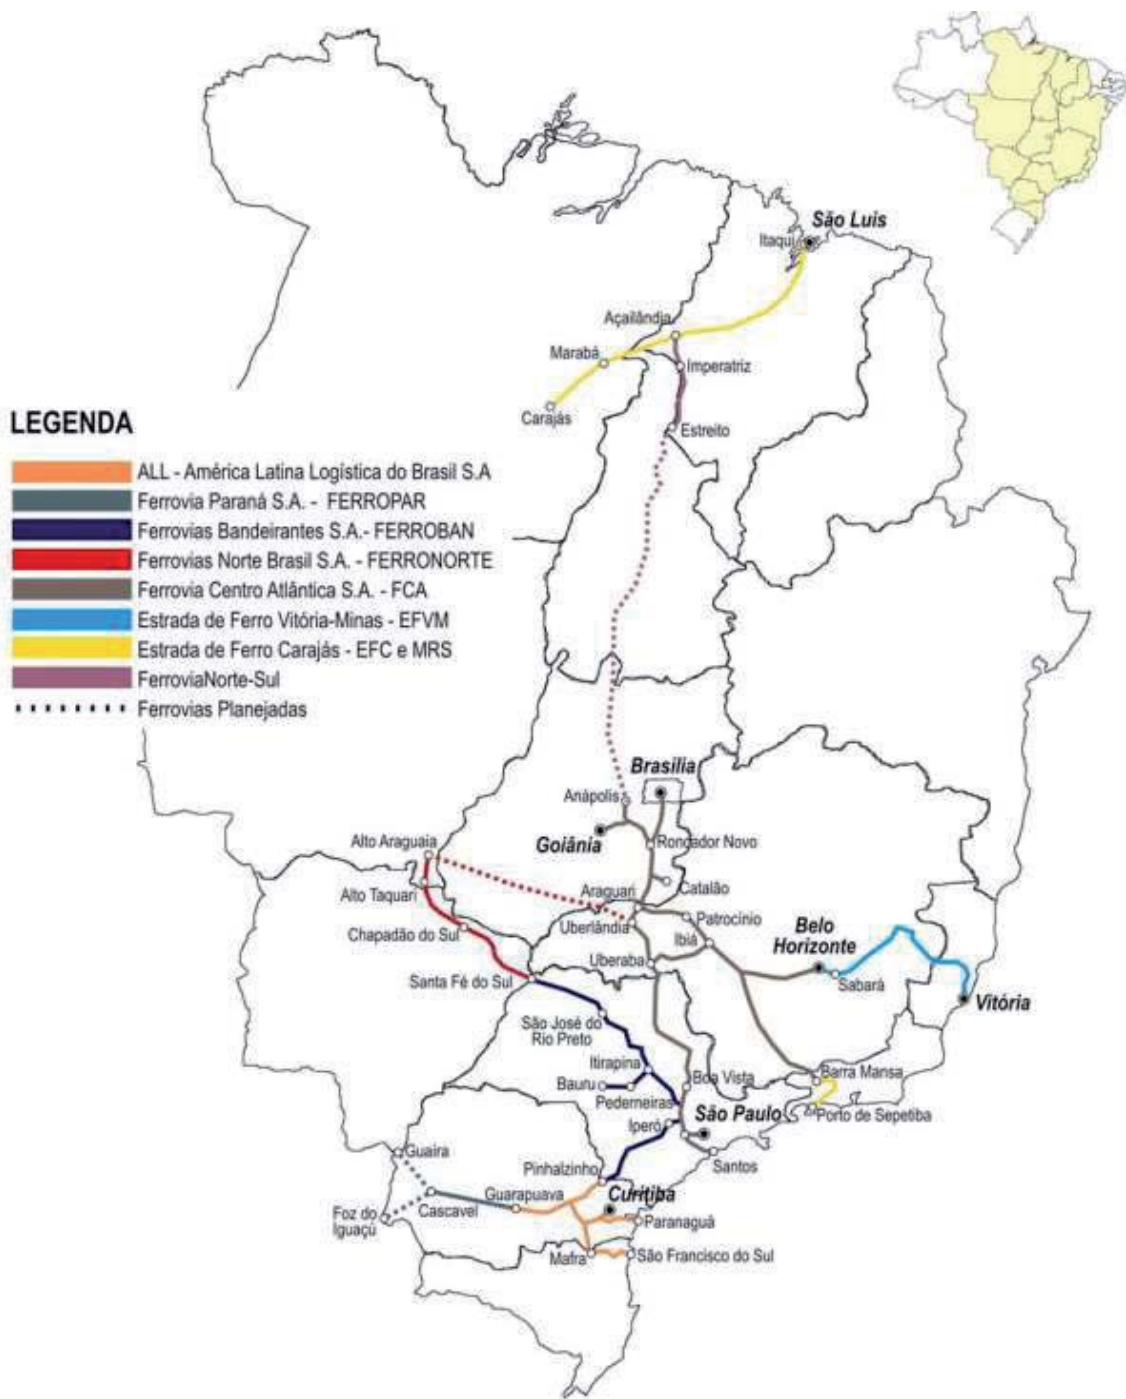 São Luis
Itaqui
Açailândia
Marabá
Imperatriz
Carajás
Estreito
LEGENDA
ALL - América Latina Logística do Brasil S.A
Ferrovia Paraná S.A. - FERROPAR
Ferrovias Bandeirantes S.A.- FERROBAN
Ferrovias Norte Brasil S.A. - FERRONORTE
Ferrovia Centro Atlântica S.A. - FCA
Estrada de Ferro Vitória-Minas - EFVM
Estrada de Ferro Carajás - EFC e MRS
FerroviaNorte-Sul
Ferrovias Planejadas
Brasilia
Anápolis
Goiânia
Roncador Novo
Alto Araguaia
Alto Taquari
Araguari
Catalão
Chapadão do Sul
Uberlândia
Patrocínio
Ibiá
Belo
Horizonte
Uberaba
Santa Fé do Sul
Sabará
Vitória
São José do
Rio Preto
Itirapina
Bauru
Boa Vista
Barra Mansa
Pederneiras
São Paulo
Porto de Sepetiba
Iperó
Santos
Guaíra
Pinhalzinho
Guarapuava
Curitiba
Cascavel
Foz do
Iguaçú
Paranaguá
Mafra
São Francisco do Sul